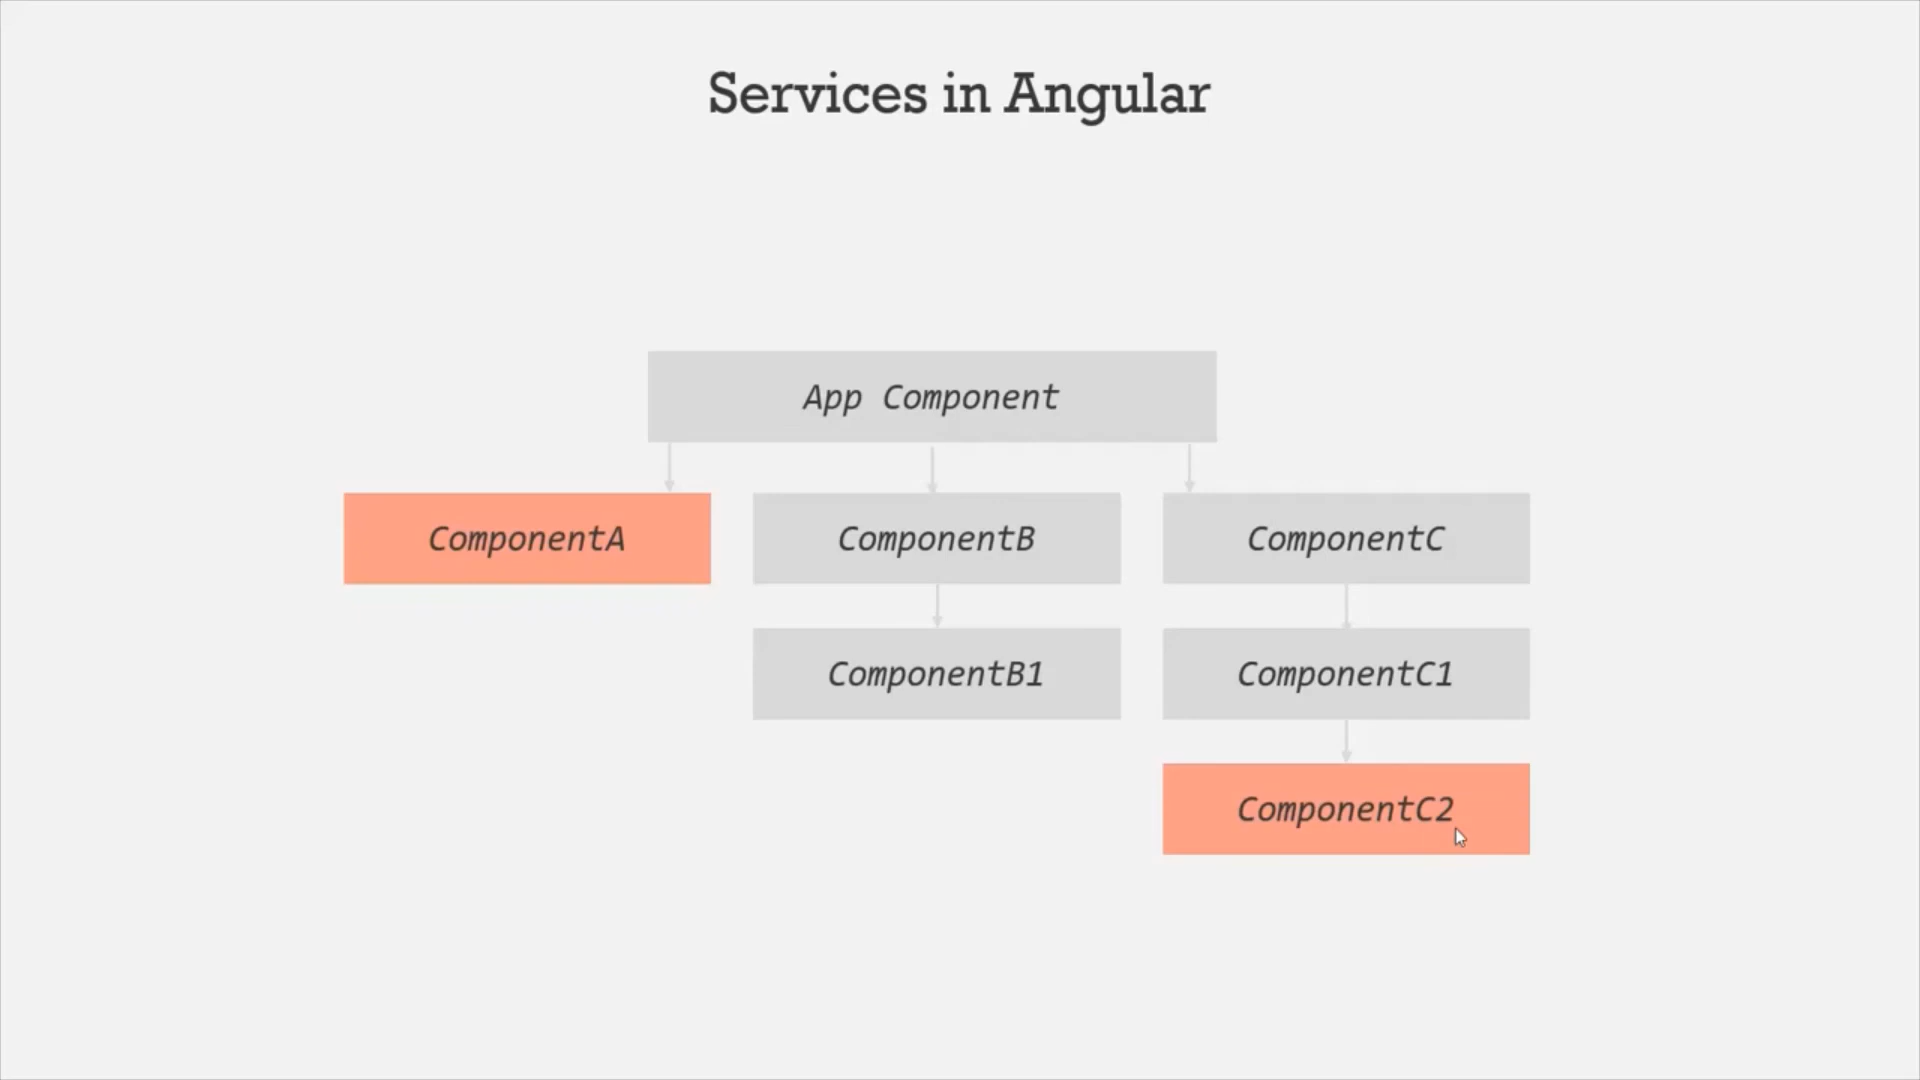 Services in Angular
App Component
ComponentA
ComponentB
ComponentC
ComponentB1
ComponentC1
ComponentC2